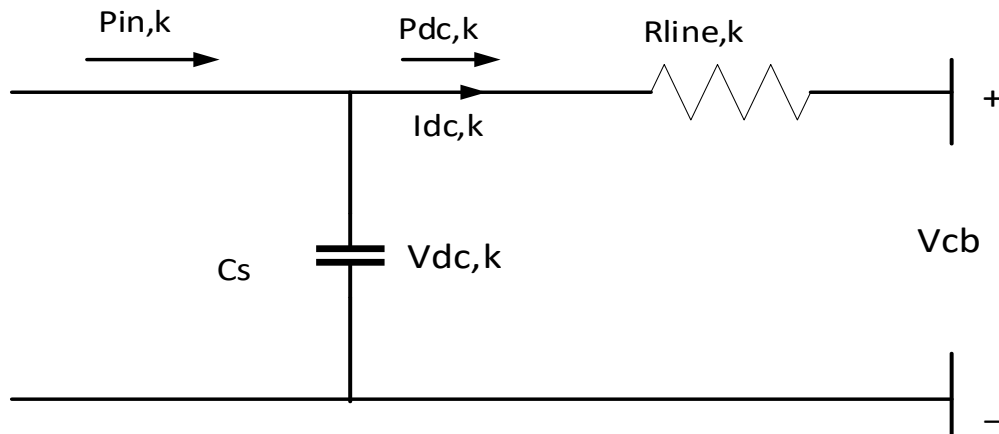 Pin,k
Pdc,k
Rline,k
Idc,k
+
Vcb
Vdc,k
Cs
–